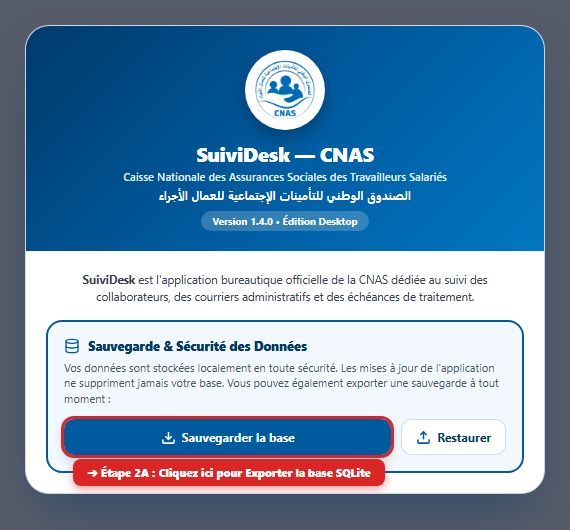 CNAS
SuiviDesk — CNAS
Caisse Nationale des Assurances Sociales des Travailleurs Salariés
الصندوق الوطني للتأمينات الإجتماعية للعمال الأجراء
Version 1.4.0 • Édition Desktop
SuiviDesk est l'application bureautique officielle de la CNAS dédiée au suivi des
collaborateurs, des courriers administratifs et des échéances de traitement.
Sauvegarde & Sécurité des Données
Vos données sont stockées localement en toute sécurité. Les mises à jour de l'application
ne suppriment jamais votre base. Vous pouvez également exporter une sauvegarde à tout
moment :
Sauvegarder la base
Restaurer
➔ Étape 2A : Cliquez ici pour Exporter la base SQLite